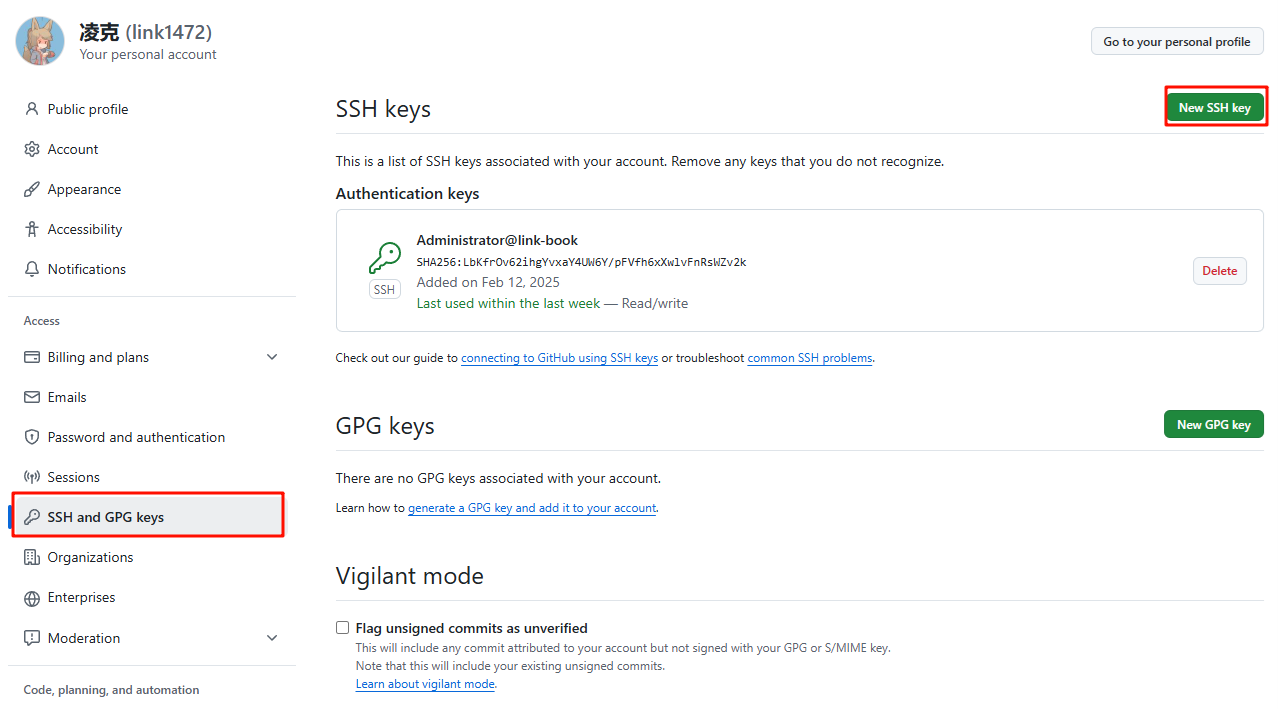 凌克 (link1472)
Your personal account
Go to your personal profile
Public profile
Account
Appearance
Accessibility
Notifications
Access
Billing and plans
Emails
Password and authentication
Sessions
SSH and GPG keys
Organizations
Enterprises
Moderation
Code, planning, and automation
SSH keys
New SSH key
This is a list of SSH keys associated with your account. Remove any keys that you do not recognize.
Authentication keys
Administrator@link-book
SHA256:LbKfrOv62ihgYvxaY4UW6Y/pFVfh6xXwlvFnRsWZv2k
Added on Feb 12, 2025
Last used within the last week — Read/write
SSH
Delete
Check out our guide to connecting to GitHub using SSH keys or troubleshoot common SSH problems.
GPG keys
New GPG key
There are no GPG keys associated with your account.
Learn how to generate a GPG key and add it to your account.
Vigilant mode
Flag unsigned commits as unverified
This will include any commit attributed to your account but not signed with your GPG or S/MIME key.
Note that this will include your existing unsigned commits.
Learn about vigilant mode.